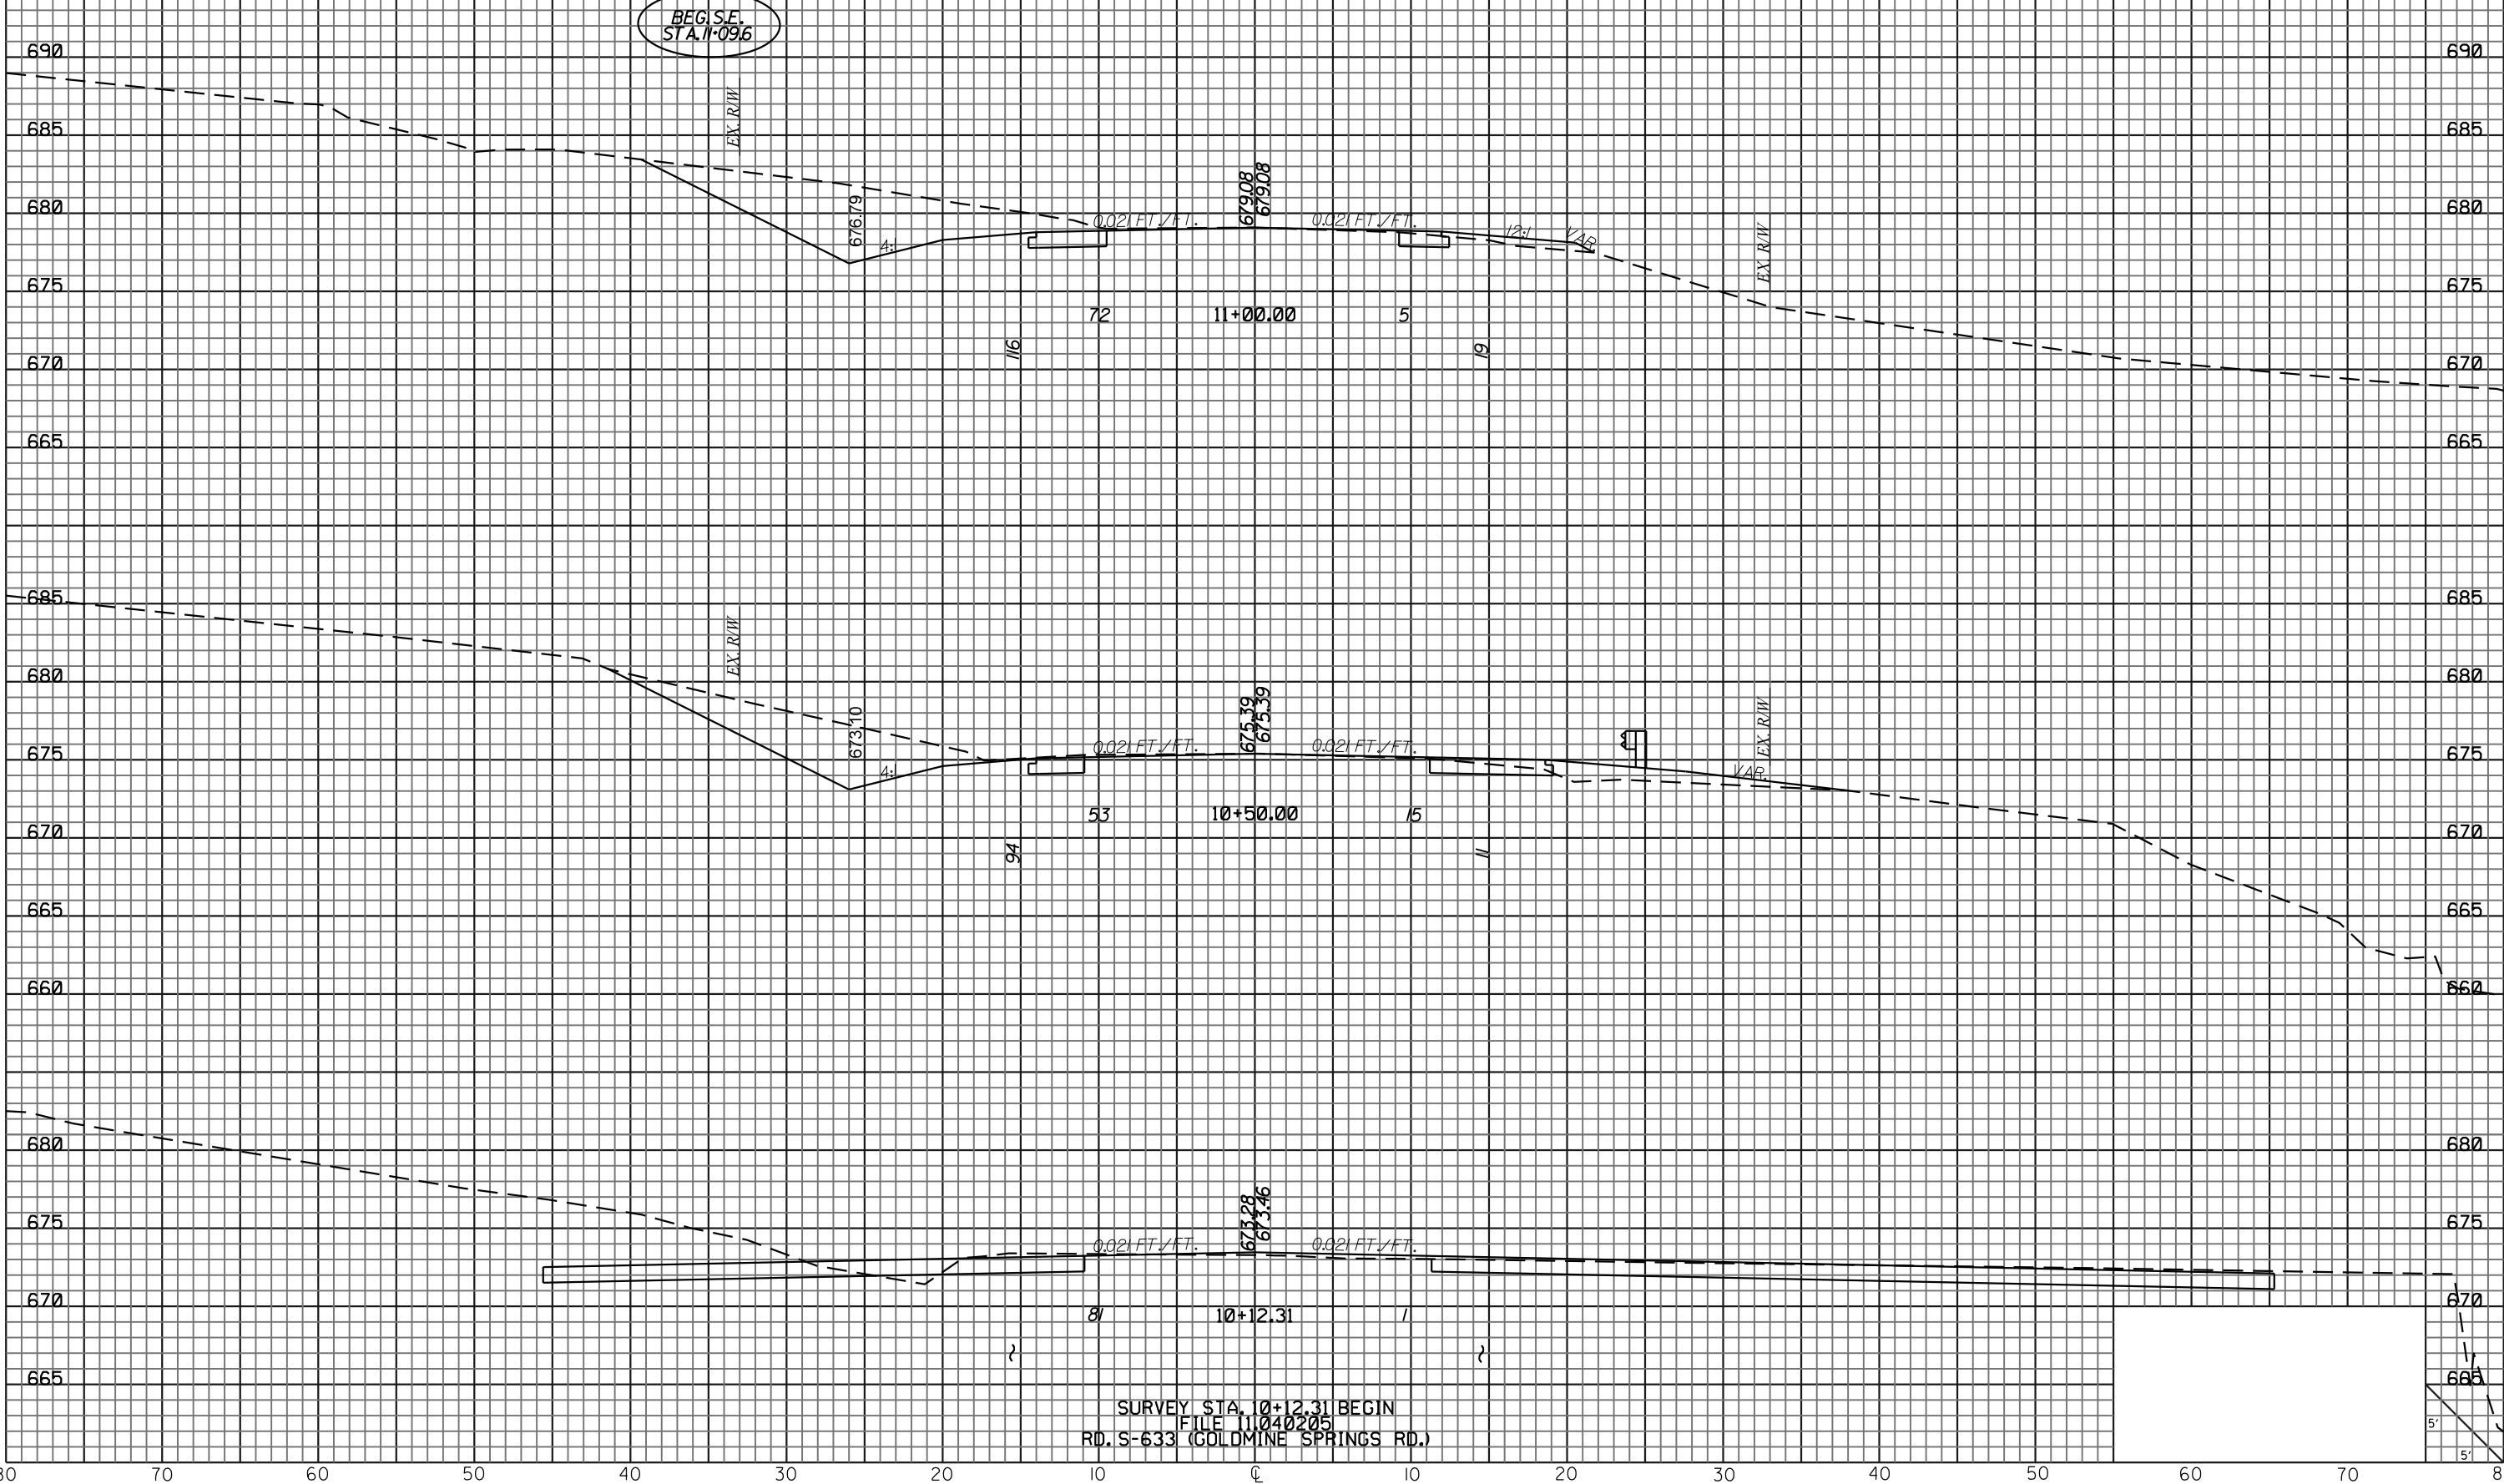 BEG. S.E.
STA. 11+09.6
690 690
EX. R/W
685 685
679.08
679.08
680 676.79 0.021 FT./FT. 0.021 FT./FT. 680
4:1 12:1 VAR. EX. R/W
675 675
72 11+00.00 5
116 19
670 670
665 665
685 685
EX. R/W
680 680
675.39
675.39
EX. R/W
673.10
675 0.021 FT./FT. 0.021 FT./FT. 675
4:1 VAR.
670 53 10+50.00 15 670
94 11
665 665
660 660
680 680
673.28
673.46
675 0.021 FT./FT. 0.021 FT./FT. 675
670 670
81 10+12.31 1
~ ~
665 665
SURVEY STA. 10+12.31 BEGIN
FILE 11.040205
RD. S-633 (GOLDMINE SPRINGS RD.)
5'
5'
80 70 60 50 40 30 20 10 ℄ 10 20 30 40 50 60 70 8